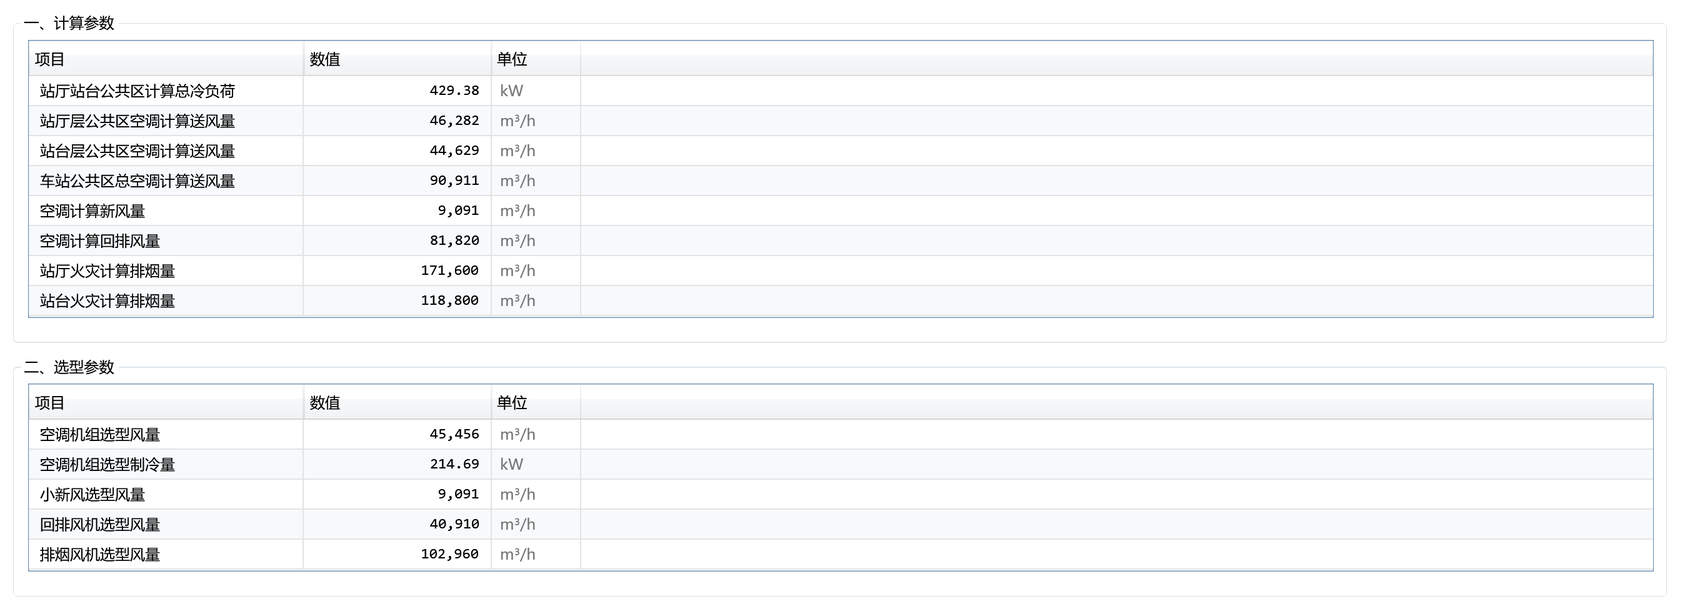 一、计算参数
项目 数值 单位
站厅站台公共区计算总冷负荷 429.38 kW
站厅层公共区空调计算送风量 46,282 m³/h
站台层公共区空调计算送风量 44,629 m³/h
车站公共区总空调计算送风量 90,911 m³/h
空调计算新风量 9,091 m³/h
空调计算回排风量 81,820 m³/h
站厅火灾计算排烟量 171,600 m³/h
站台火灾计算排烟量 118,800 m³/h
二、选型参数
项目 数值 单位
空调机组选型风量 45,456 m³/h
空调机组选型制冷量 214.69 kW
小新风选型风量 9,091 m³/h
回排风机选型风量 40,910 m³/h
排烟风机选型风量 102,960 m³/h